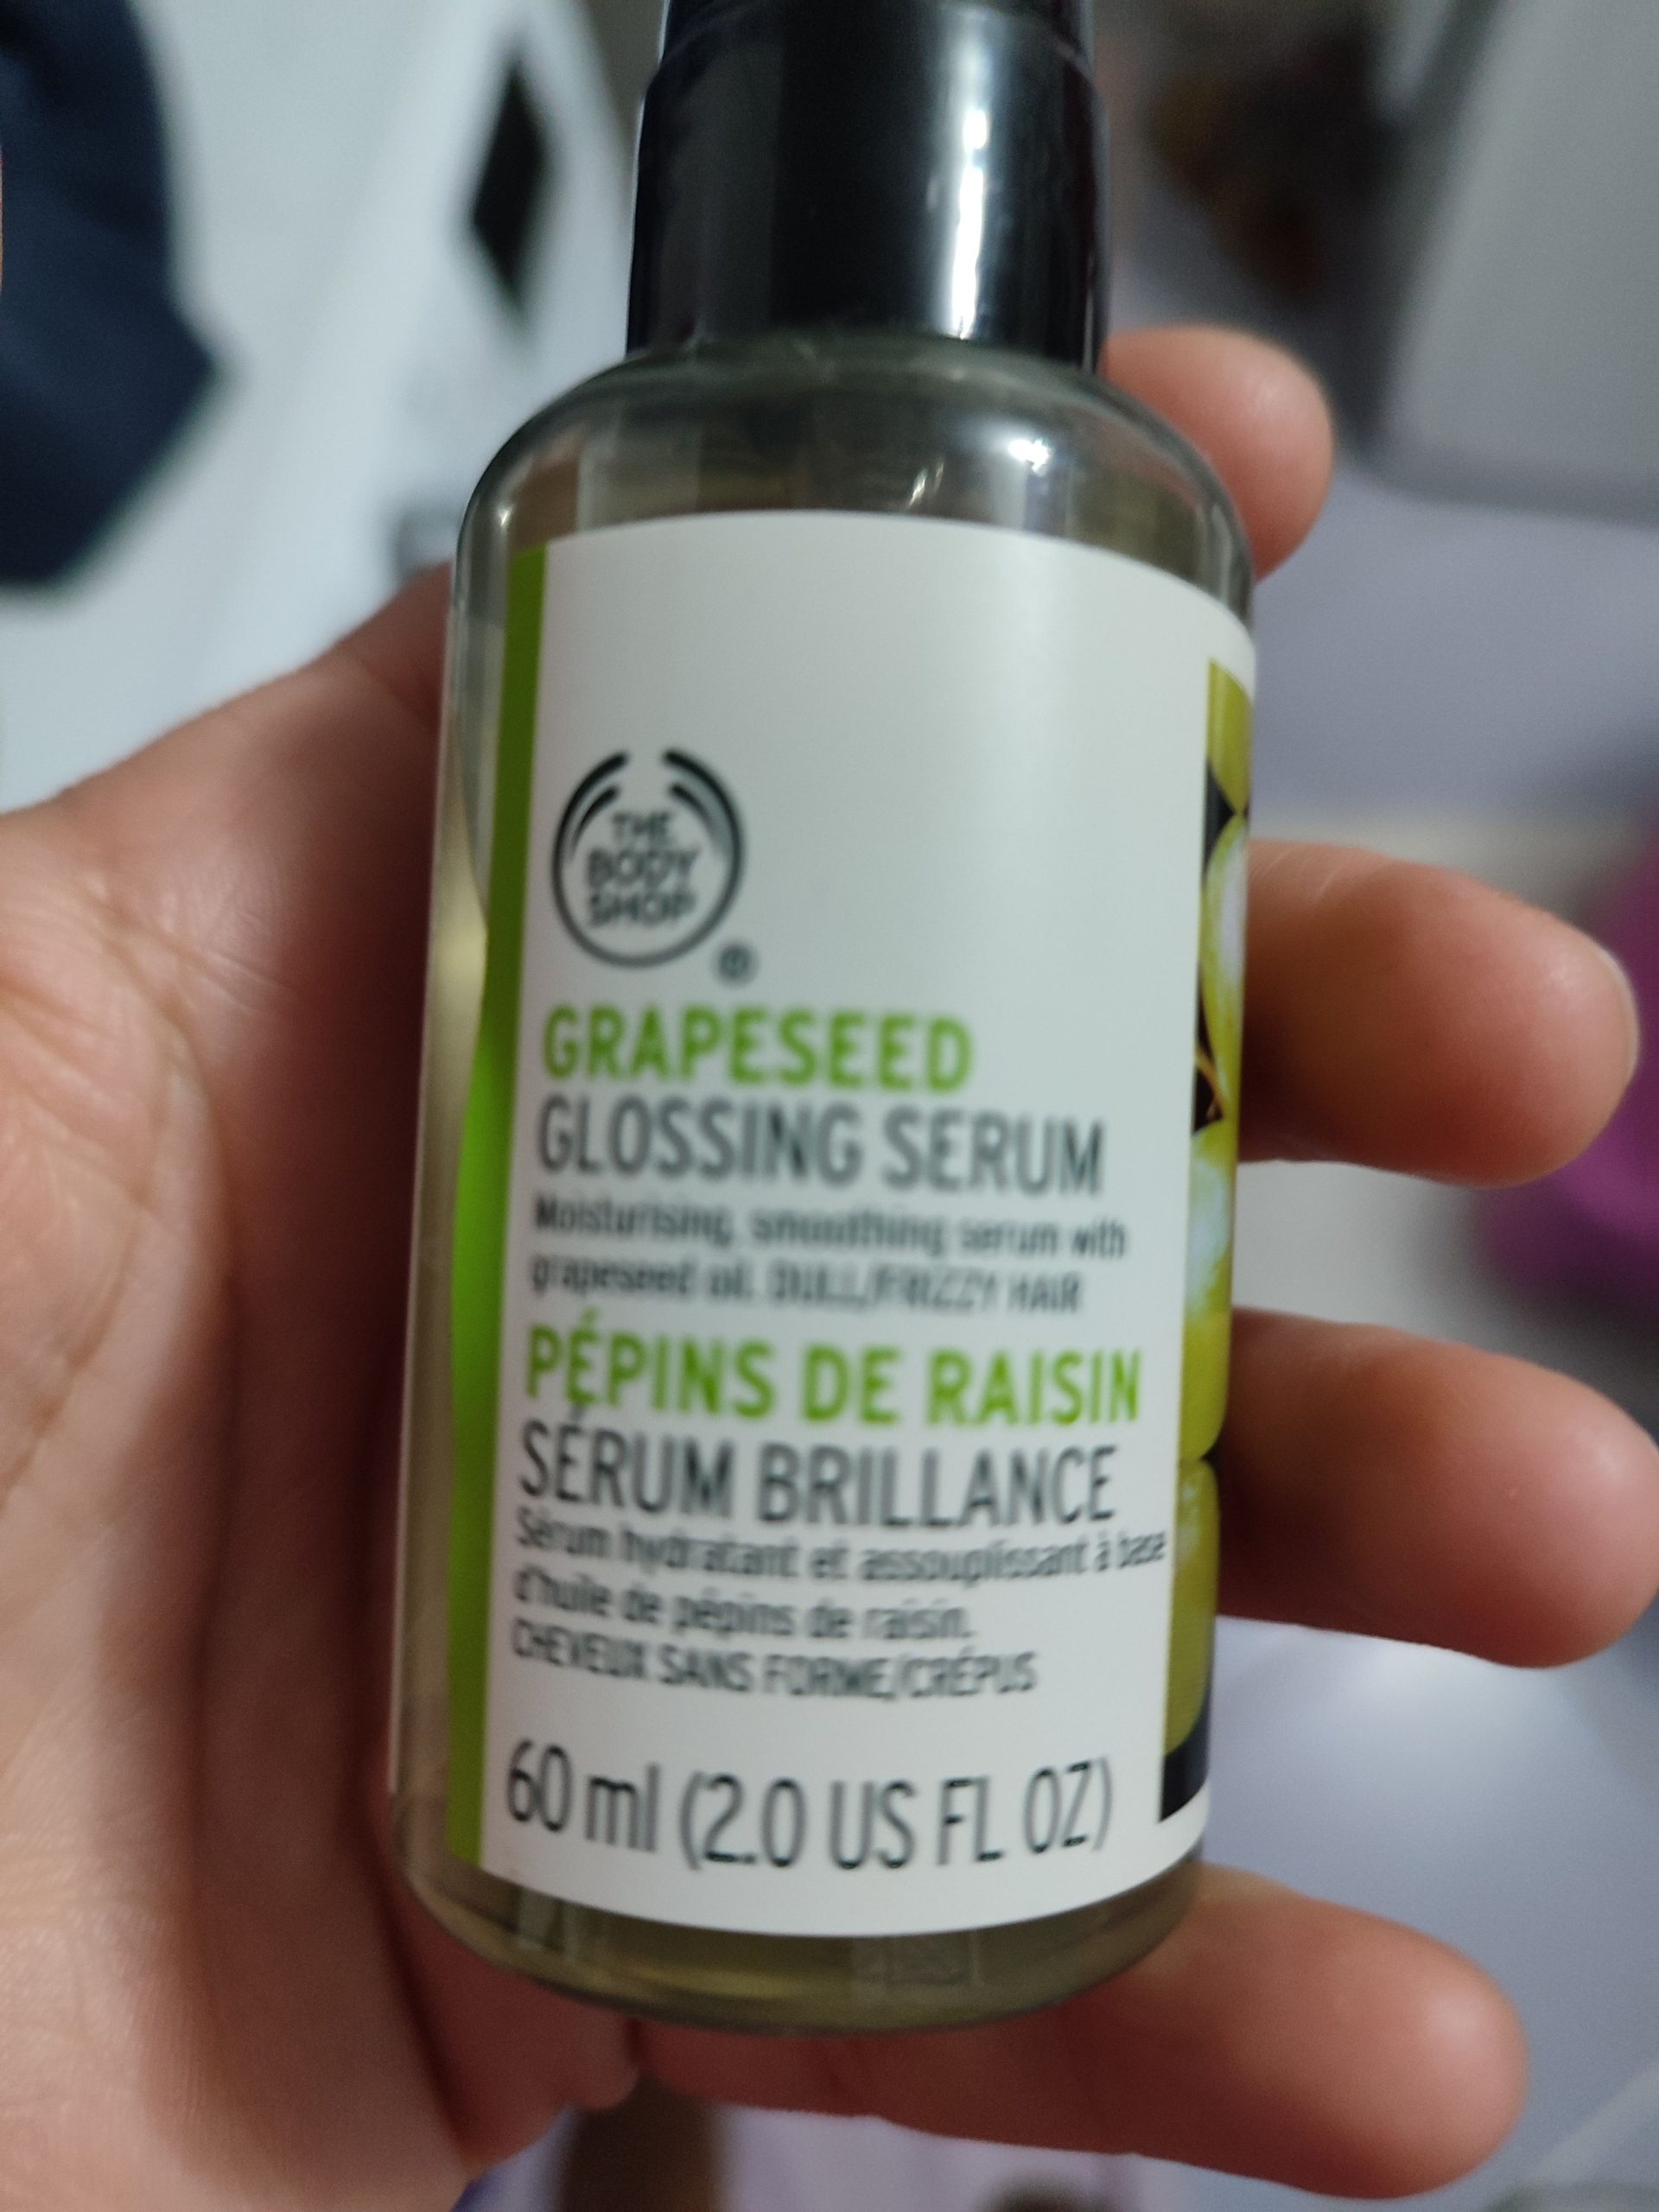 THE
BODY
SHOP
®
GRAPESEED
GLOSSING SERUM
Moisturising, smoothing serum with
grapeseed oil. DULL/FRIZZY HAIR
PÉPINS DE RAISIN
SÉRUM BRILLANCE
Sérum hydratant et assouplissant à base
d'huile de pépins de raisin.
CHEVEUX SANS FORME/CRÉPUS
60 ml (2.0 US FL OZ)